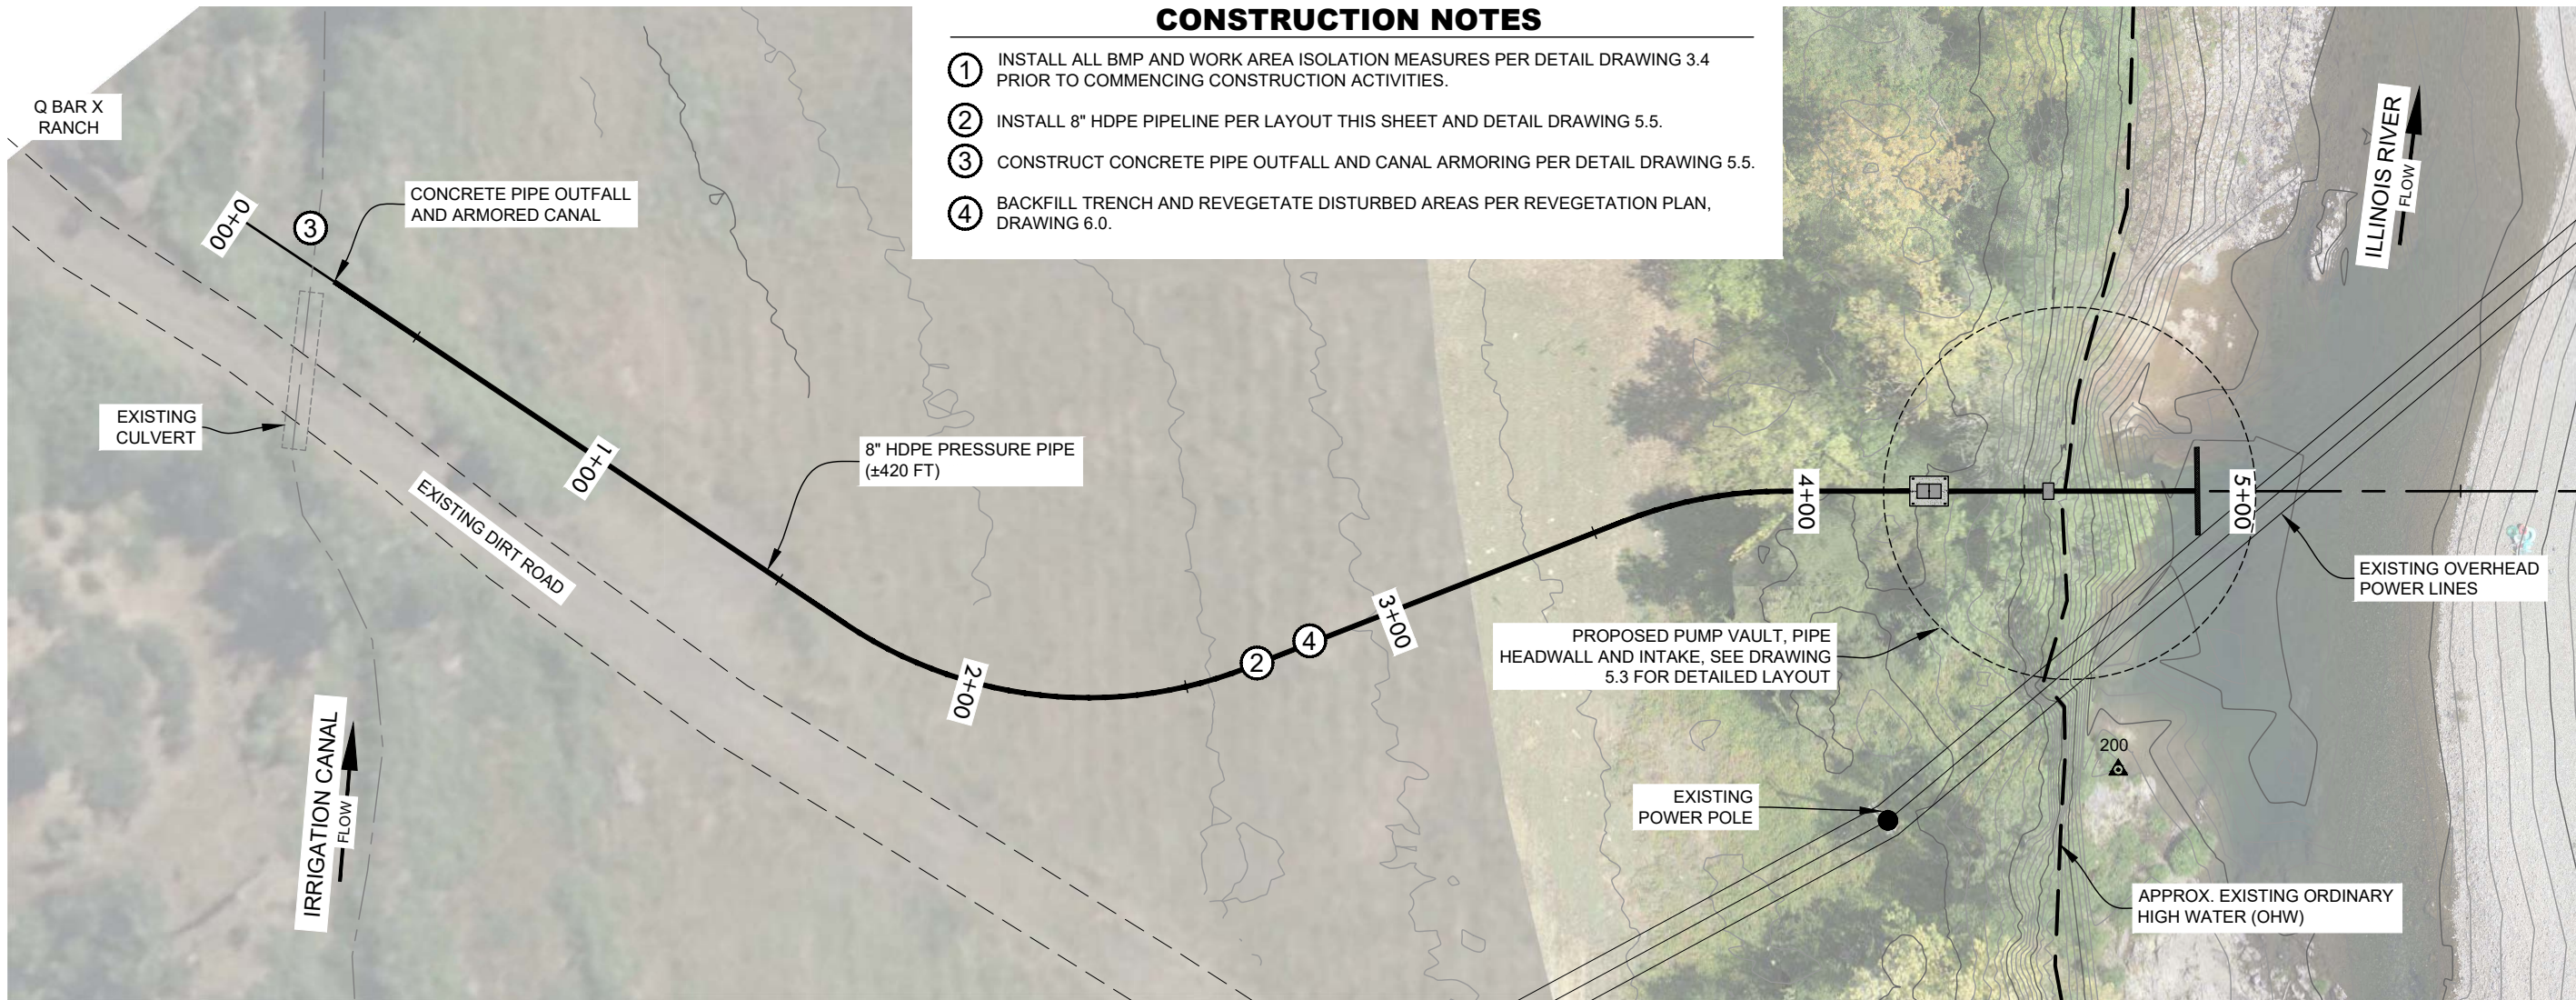 CONSTRUCTION NOTES
1 INSTALL ALL BMP AND WORK AREA ISOLATION MEASURES PER DETAIL DRAWING 3.4
PRIOR TO COMMENCING CONSTRUCTION ACTIVITIES.
2 INSTALL 8" HDPE PIPELINE PER LAYOUT THIS SHEET AND DETAIL DRAWING 5.5.
3 CONSTRUCT CONCRETE PIPE OUTFALL AND CANAL ARMORING PER DETAIL DRAWING 5.5.
4 BACKFILL TRENCH AND REVEGETATE DISTURBED AREAS PER REVEGETATION PLAN,
DRAWING 6.0.
Q BAR X
RANCH
0+00
3
CONCRETE PIPE OUTFALL
AND ARMORED CANAL
EXISTING
CULVERT
1+00
EXISTING DIRT ROAD
8" HDPE PRESSURE PIPE
(±420 FT)
2+00
2
4
3+00
4+00
5+00
ILLINOIS RIVER
FLOW
EXISTING OVERHEAD
POWER LINES
PROPOSED PUMP VAULT, PIPE
HEADWALL AND INTAKE, SEE DRAWING
5.3 FOR DETAILED LAYOUT
200
IRRIGATION CANAL
FLOW
EXISTING
POWER POLE
APPROX. EXISTING ORDINARY
HIGH WATER (OHW)